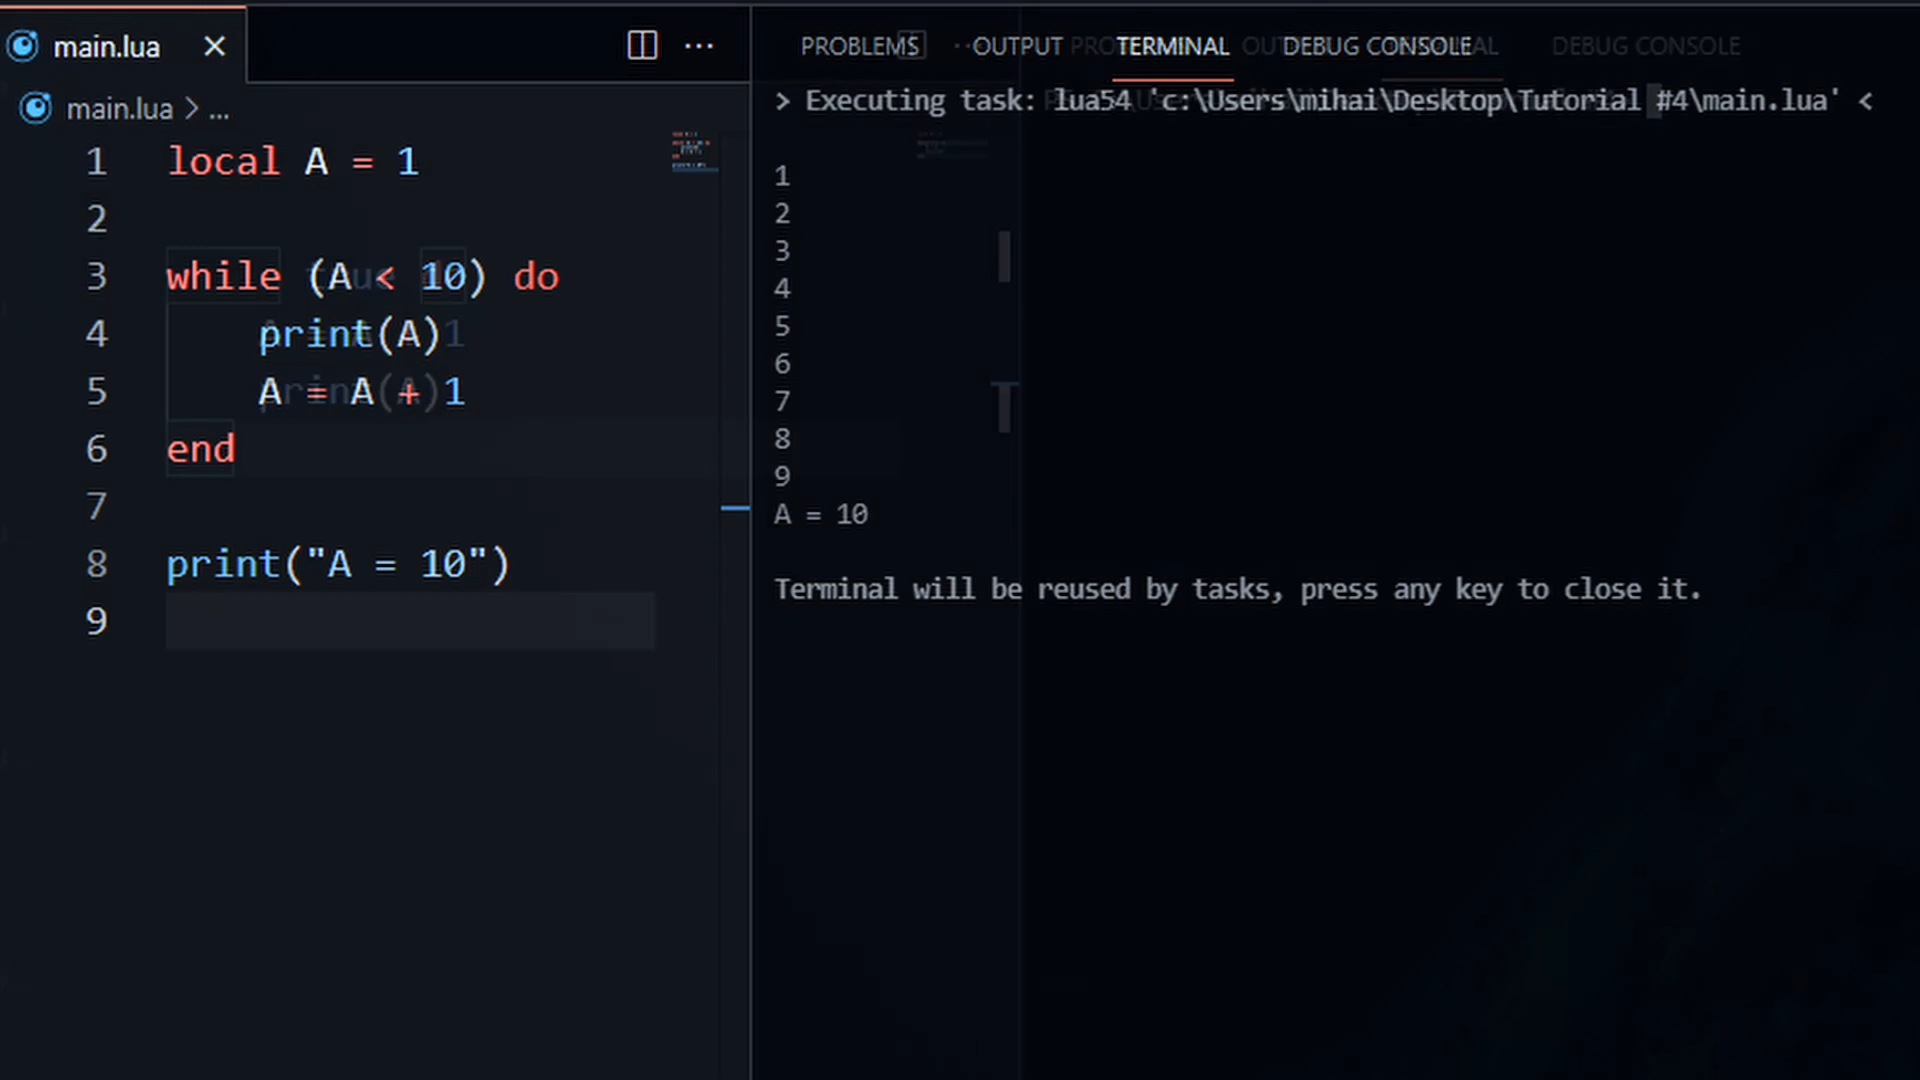 main.lua
main.lua > ...
1 local A = 1
2
3 while (A < 10) do
4     print(A)
5     A = A + 1
6 end
7
8 print("A = 10")
9
PROBLEMS OUTPUT TERMINAL DEBUG CONSOLE
> Executing task: lua54 'c:\Users\mihai\Desktop\Tutorial #4\main.lua' <
1
2
3
4
5
6
7
8
9
A = 10
Terminal will be reused by tasks, press any key to close it.